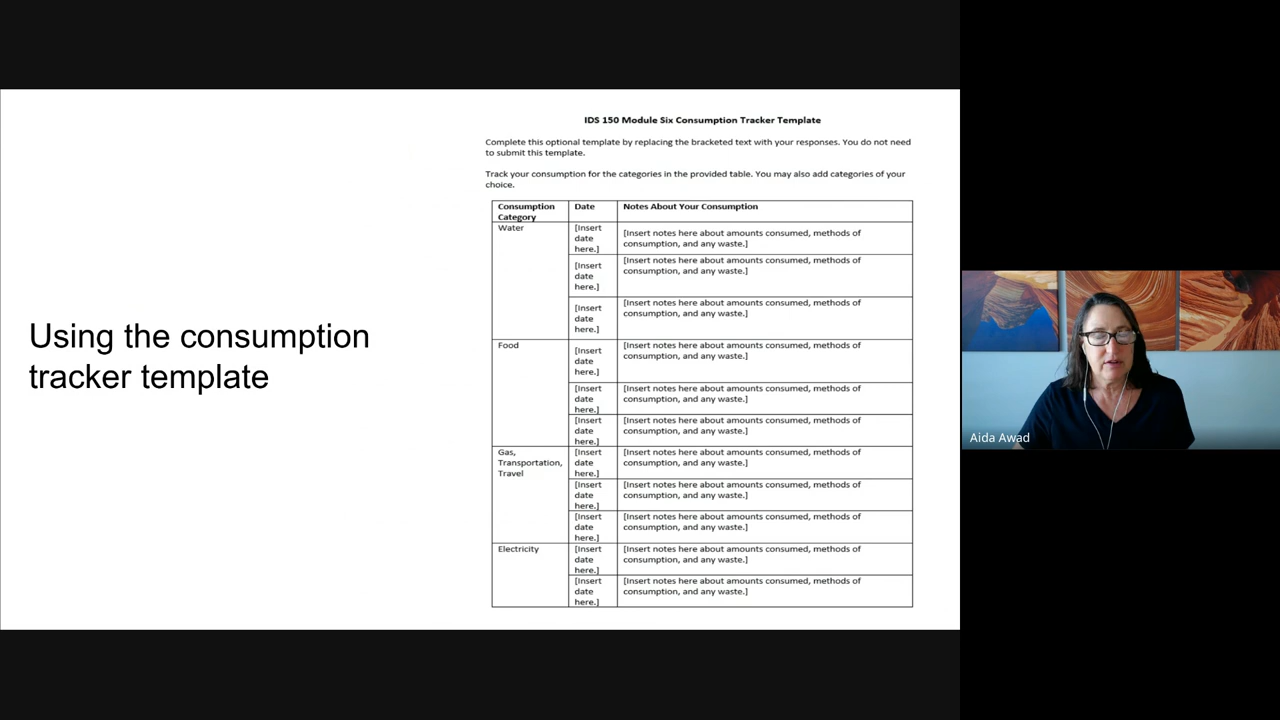 Using the consumption
tracker template
IDS 150 Module Six Consumption Tracker Template
Complete this optional template by replacing the bracketed text with your responses. You do not need
to submit this template.
Track your consumption for the categories in the provided table. You may also add categories of your
choice.
Consumption
Category
Date
Notes About Your Consumption
Water
[Insert
date
here.]
[Insert notes here about amounts consumed, methods of
consumption, and any waste.]
[Insert
date
here.]
[Insert notes here about amounts consumed, methods of
consumption, and any waste.]
[Insert
date
here.]
[Insert notes here about amounts consumed, methods of
consumption, and any waste.]
Food
[Insert
date
here.]
[Insert notes here about amounts consumed, methods of
consumption, and any waste.]
[Insert
date
here.]
[Insert notes here about amounts consumed, methods of
consumption, and any waste.]
[Insert
date
here.]
[Insert notes here about amounts consumed, methods of
consumption, and any waste.]
Gas,
Transportation,
Travel
[Insert
date
here.]
[Insert notes here about amounts consumed, methods of
consumption, and any waste.]
[Insert
date
here.]
[Insert notes here about amounts consumed, methods of
consumption, and any waste.]
[Insert
date
here.]
[Insert notes here about amounts consumed, methods of
consumption, and any waste.]
Electricity
[Insert
date
here.]
[Insert notes here about amounts consumed, methods of
consumption, and any waste.]
[Insert
date
here.]
[Insert notes here about amounts consumed, methods of
consumption, and any waste.]
Aida Awad